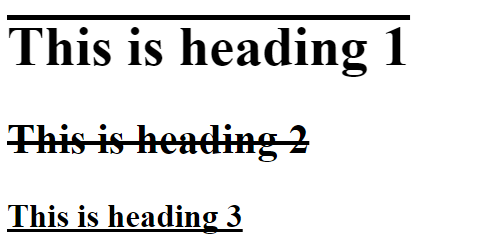 This is heading 1
This is heading 2
This is heading 3